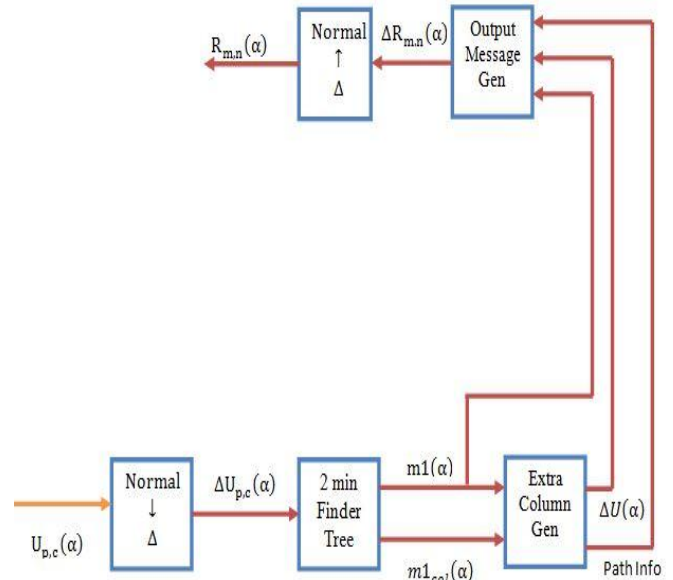 Normal
↑
Δ
Output
Message
Gen
R_{m,n}(α)
ΔR_{m,n}(α)
Normal
↓
Δ
2 min
Finder
Tree
Extra
Column
Gen
U_{p,c}(α)
ΔU_{p,c}(α)
m1(α)
m1_{col}(α)
ΔU(α)
Path Info